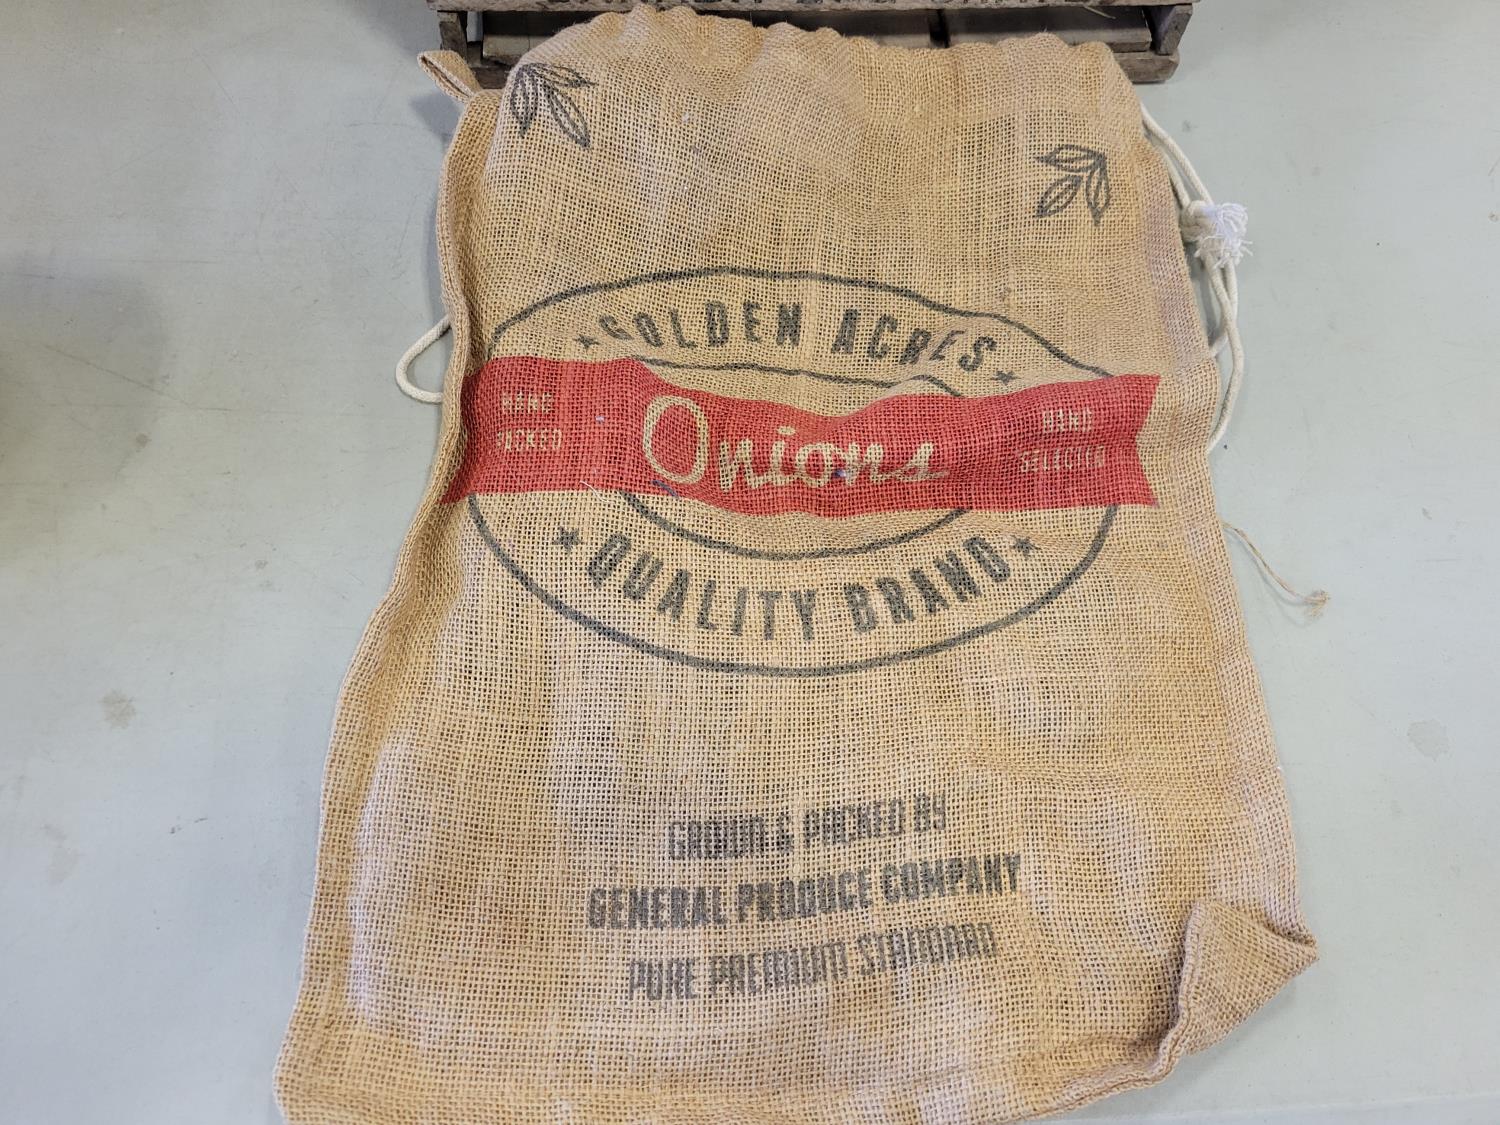 GOLDEN ACRES
HAND
PACKED
Onions
HAND
SELECTED
QUALITY BRAND
GROWN & PACKED BY
GENERAL PRODUCE COMPANY
PURE PREMIUM STANDARD